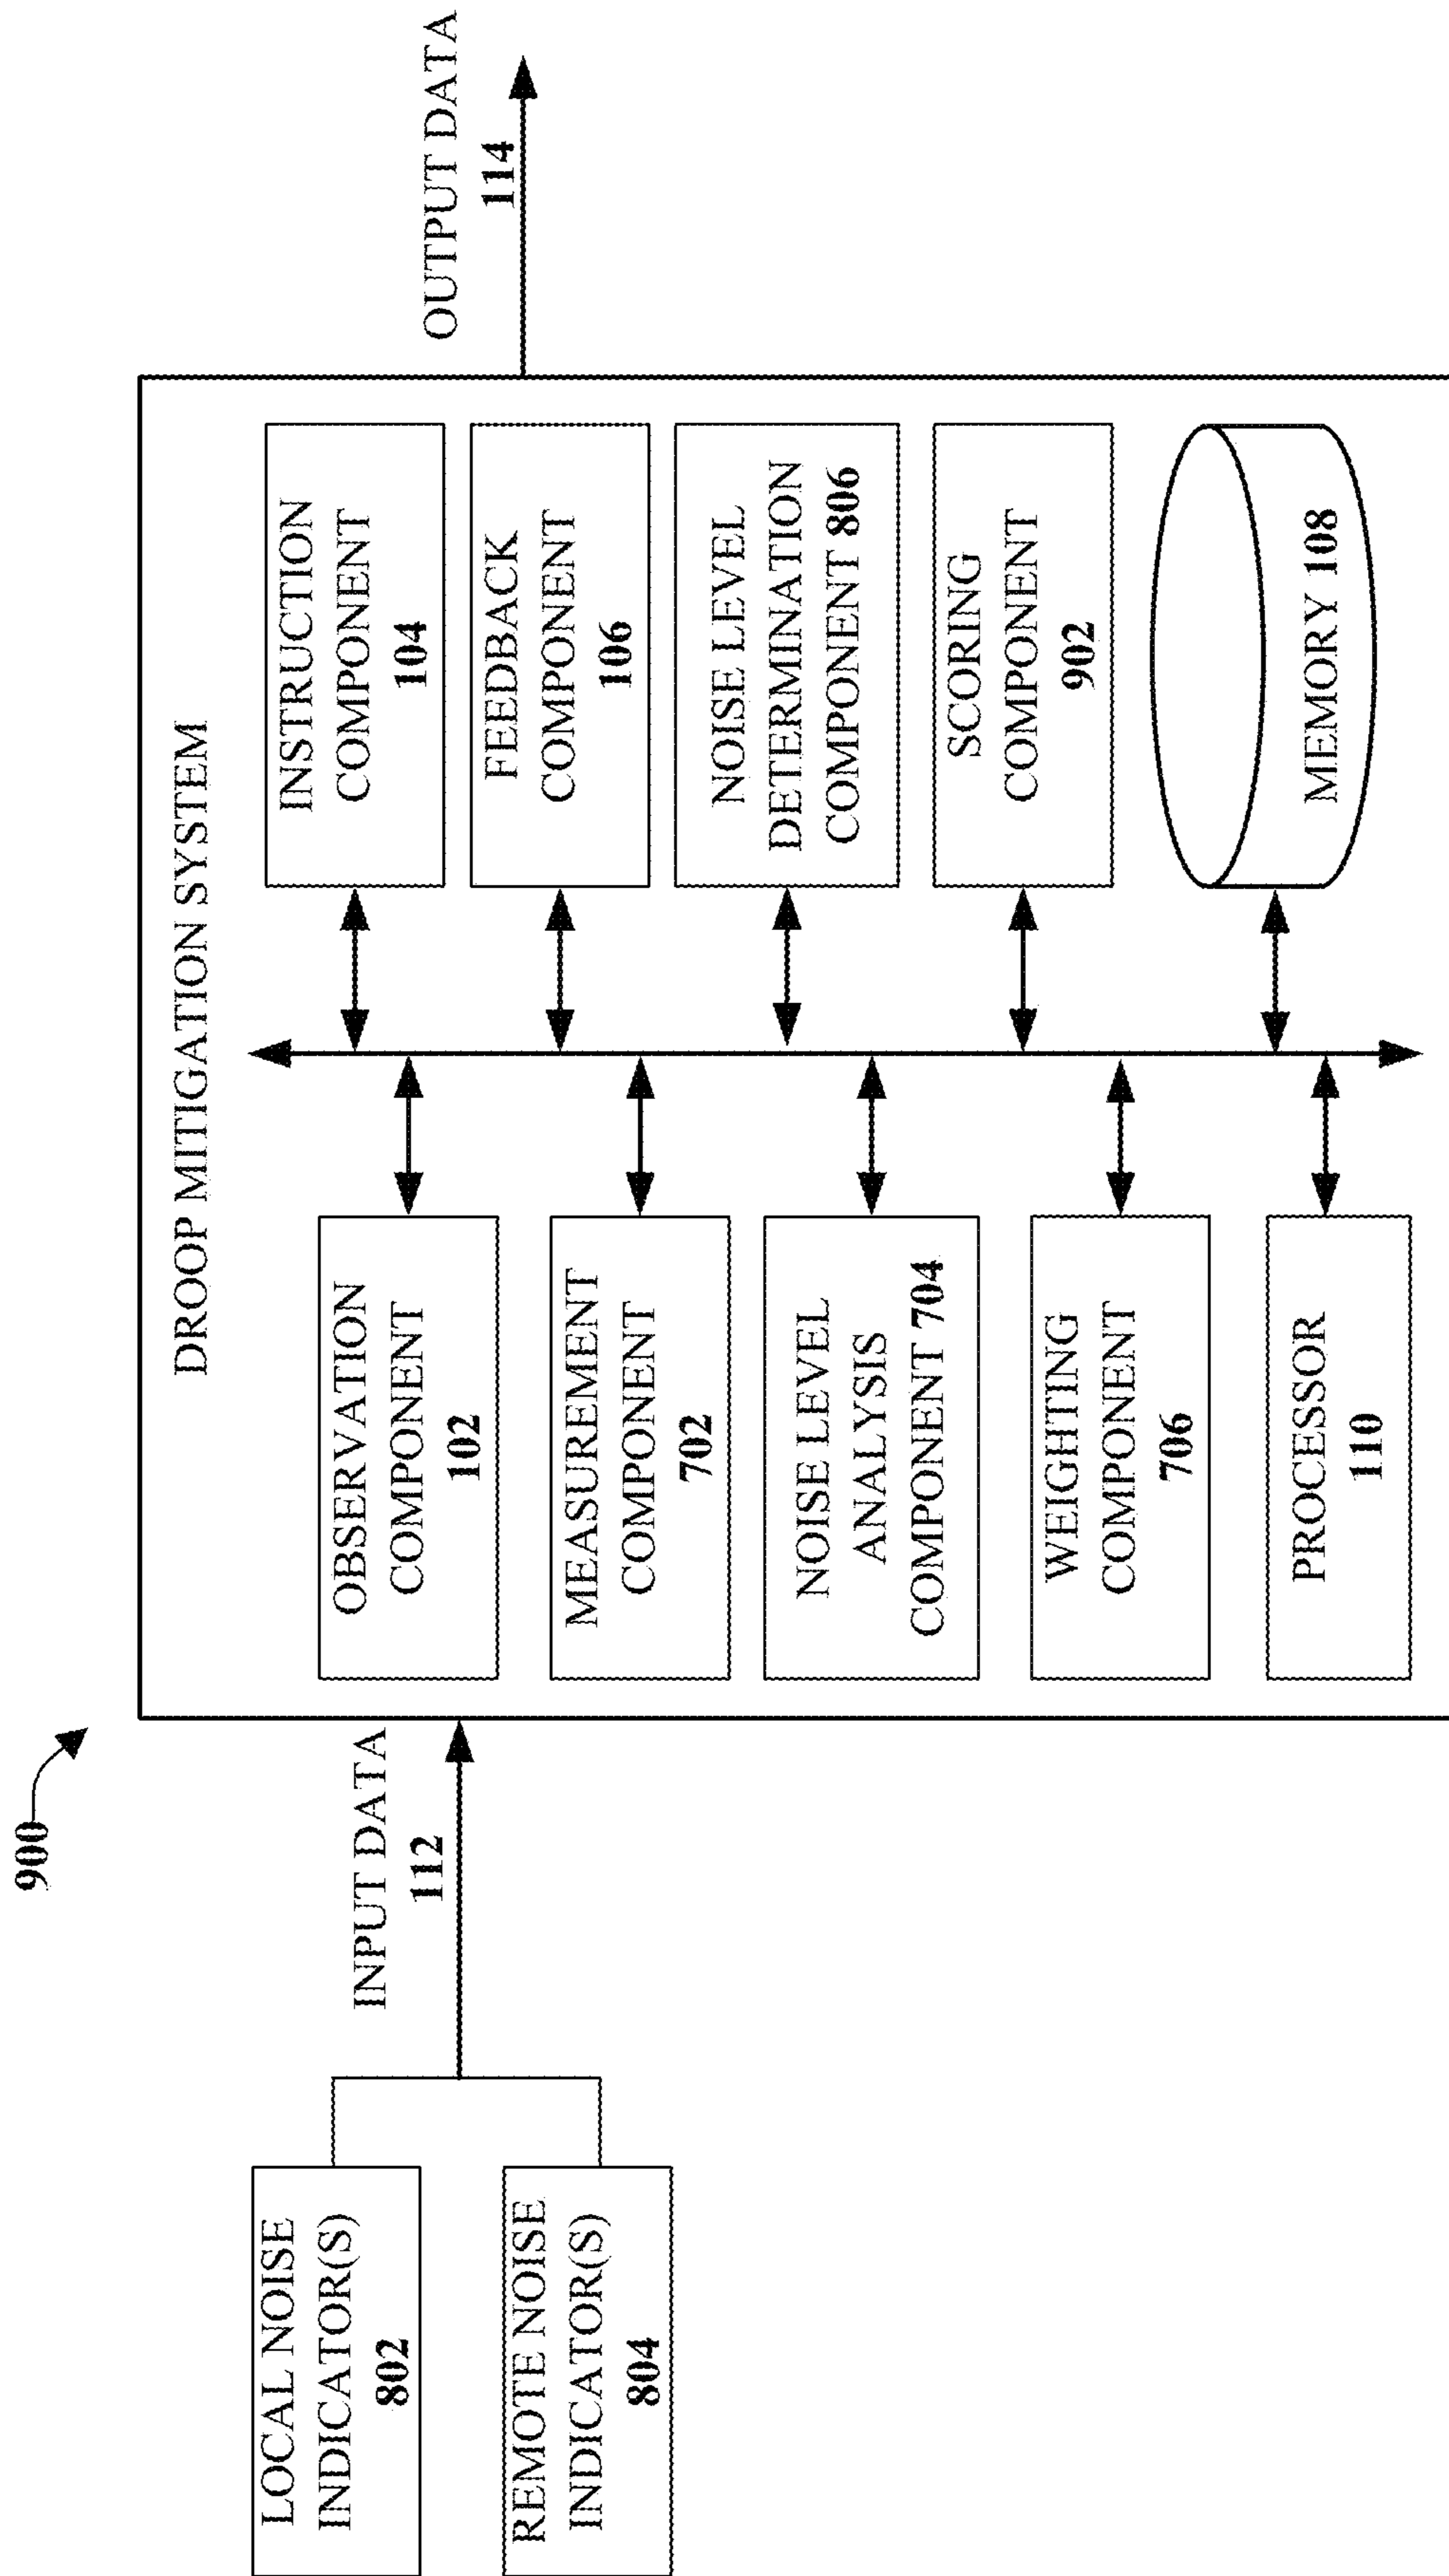 900
DROOP MITIGATION SYSTEM
LOCAL NOISE
INDICATOR(S)
802
REMOTE NOISE
INDICATOR(S)
804
INPUT DATA
112
OBSERVATION
COMPONENT
102
MEASUREMENT
COMPONENT
702
NOISE LEVEL
ANALYSIS
COMPONENT 704
WEIGHTING
COMPONENT
706
PROCESSOR
110
INSTRUCTION
COMPONENT
104
FEEDBACK
COMPONENT
106
NOISE LEVEL
DETERMINATION
COMPONENT 806
SCORING
COMPONENT
902
MEMORY 108
OUTPUT DATA
114